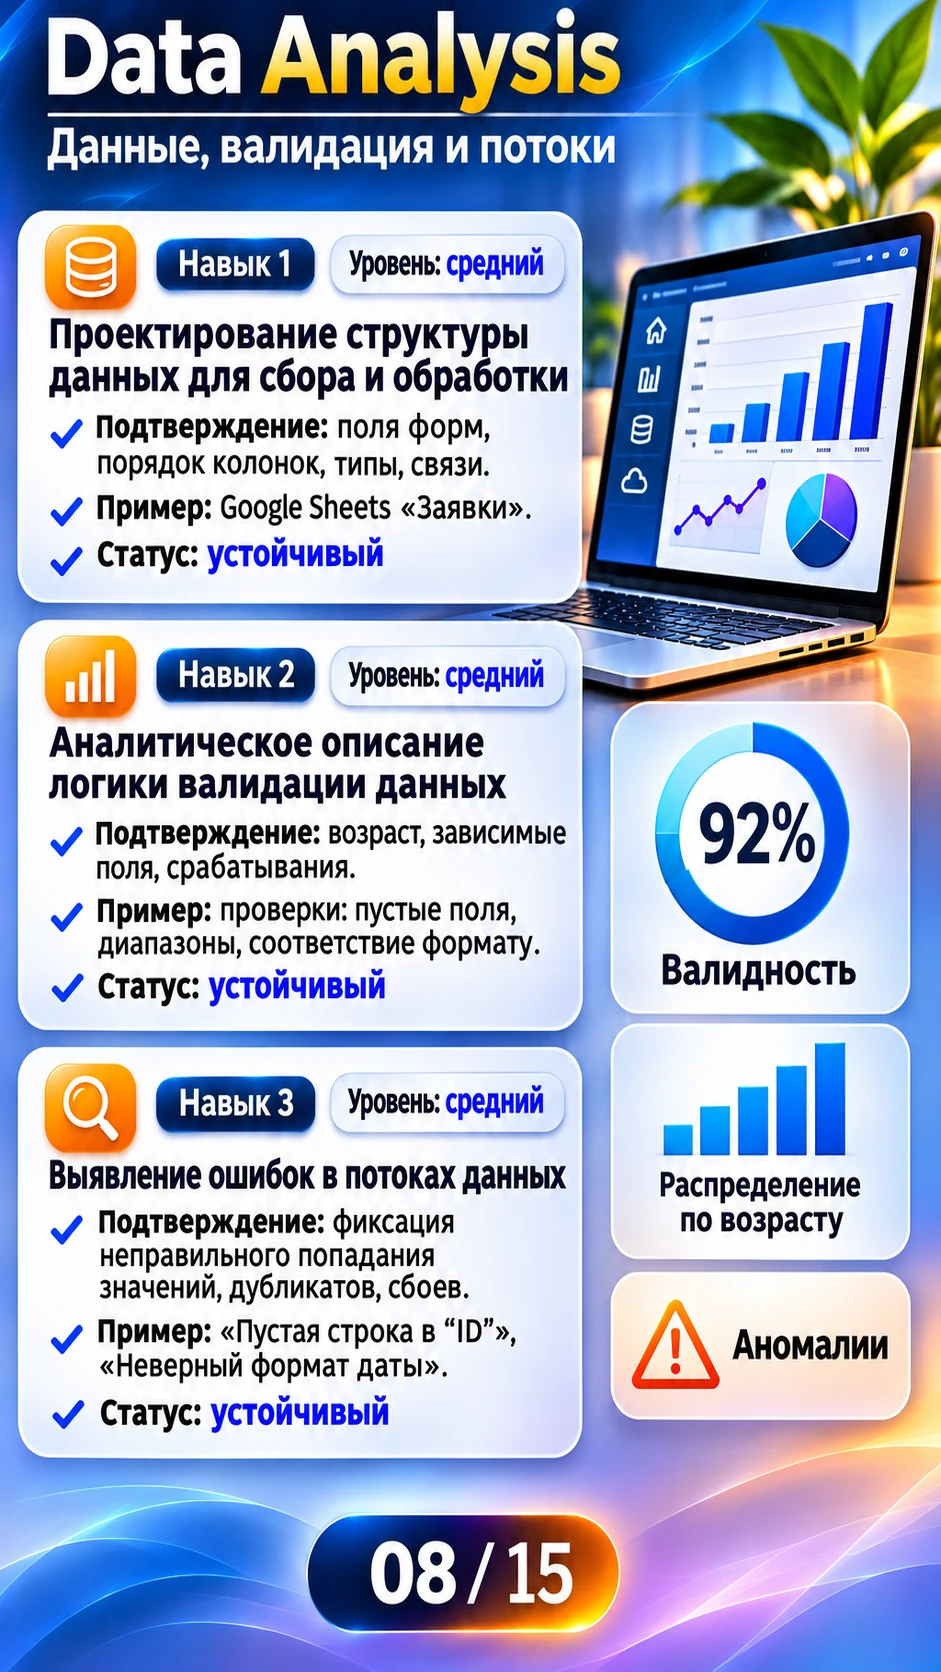 Data Analysis
Данные, валидация и потоки
Навык 1
Уровень: средний
Проектирование структуры
данных для сбора и обработки
Подтверждение: поля форм,
порядок колонок, типы, связи.
Пример: Google Sheets «Заявки».
Статус: устойчивый
Навык 2
Уровень: средний
Аналитическое описание
логики валидации данных
Подтверждение: возраст, зависимые
поля, срабатывания.
Пример: проверки: пустые поля,
диапазоны, соответствие формату.
Статус: устойчивый
Навык 3
Уровень: средний
Выявление ошибок в потоках данных
Подтверждение: фиксация
неправильного попадания
значений, дубликатов, сбоев.
Пример: «Пустая строка в “ID”»,
«Неверный формат даты».
Статус: устойчивый
92%
Валидность
Распределение
по возрасту
Аномалии
08 / 15